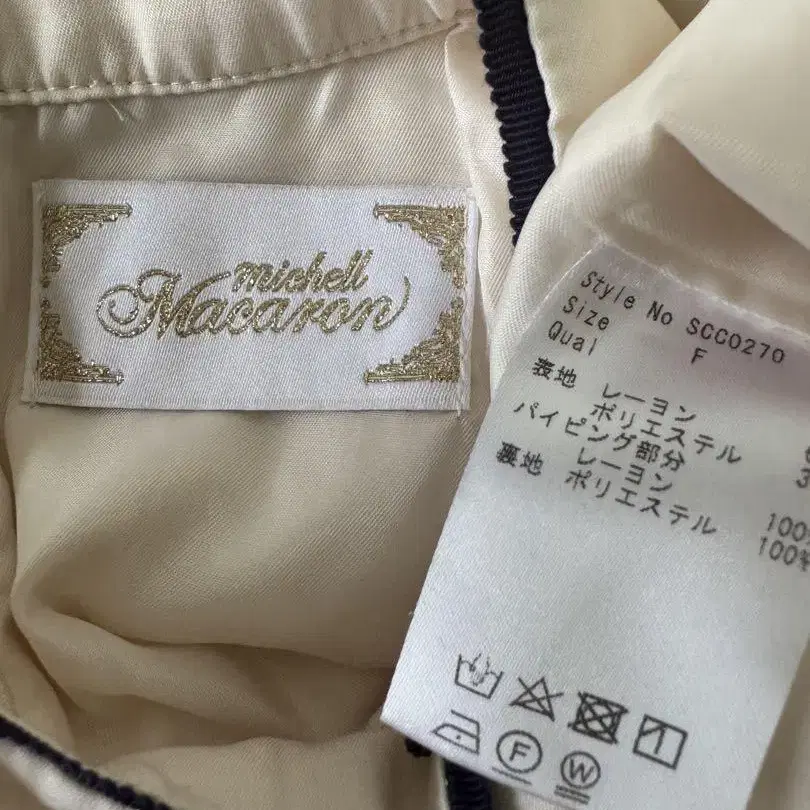 michell
Macaron
Style No SCC0270
Size F
Qual
表地 レーヨン
ポリエステル
パイピング部分
裏地 レーヨン 100%
ポリエステル 100%
F
W